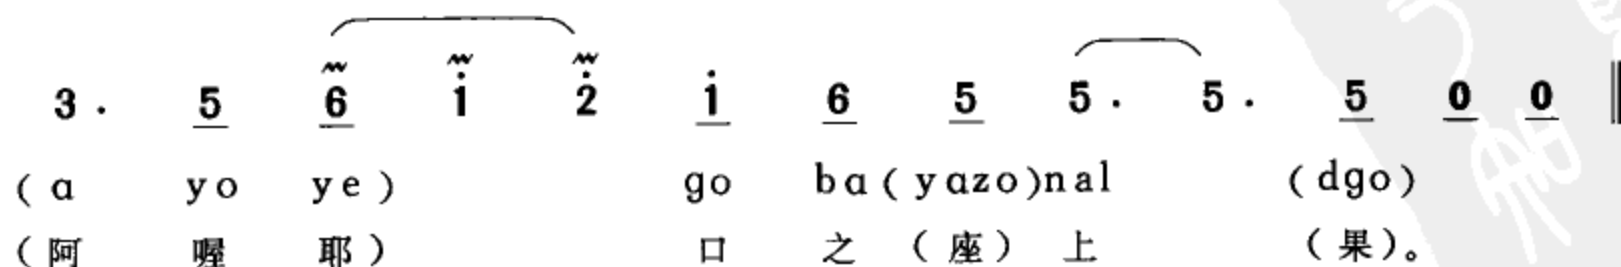 3 . 5 6 i 2 i 6 5 5 . 5 . 5 0 0
(a yo ye) go ba(yazo)nal (dgo)
(阿 喔 耶) 口 之 (座) 上 (果)。